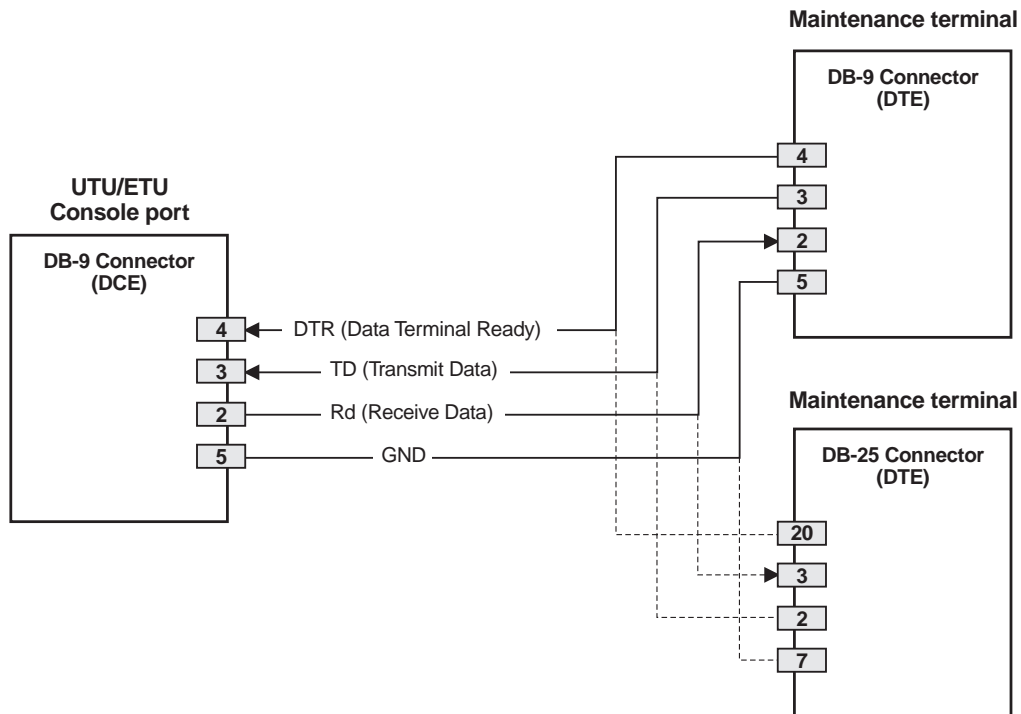 Maintenance terminal
DB-9 Connector
(DTE)
4
3
2
5
UTU/ETU
Console port
DB-9 Connector
(DCE)
4
DTR (Data Terminal Ready)
3
TD (Transmit Data)
2
Rd (Receive Data)
5
GND
Maintenance terminal
DB-25 Connector
(DTE)
20
3
2
7